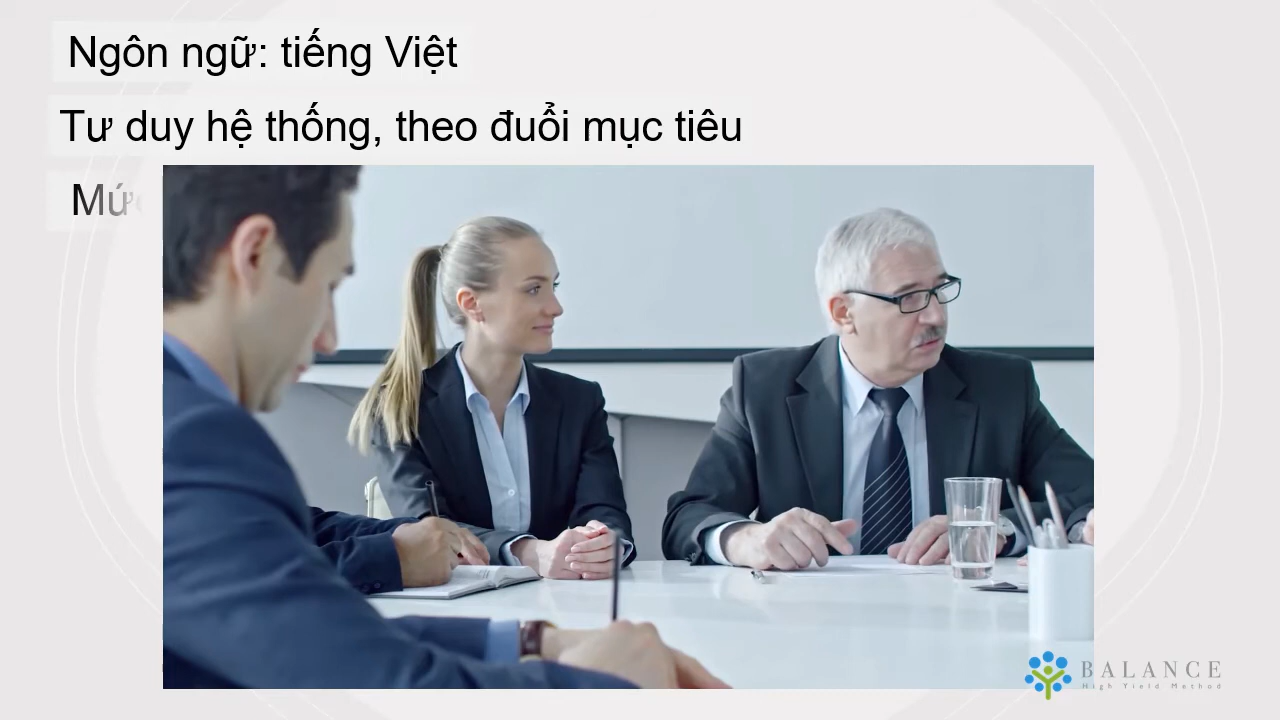 Ngôn ngữ: tiếng Việt
Tư duy hệ thống, theo đuổi mục tiêu
BALANCE
High Yield Method